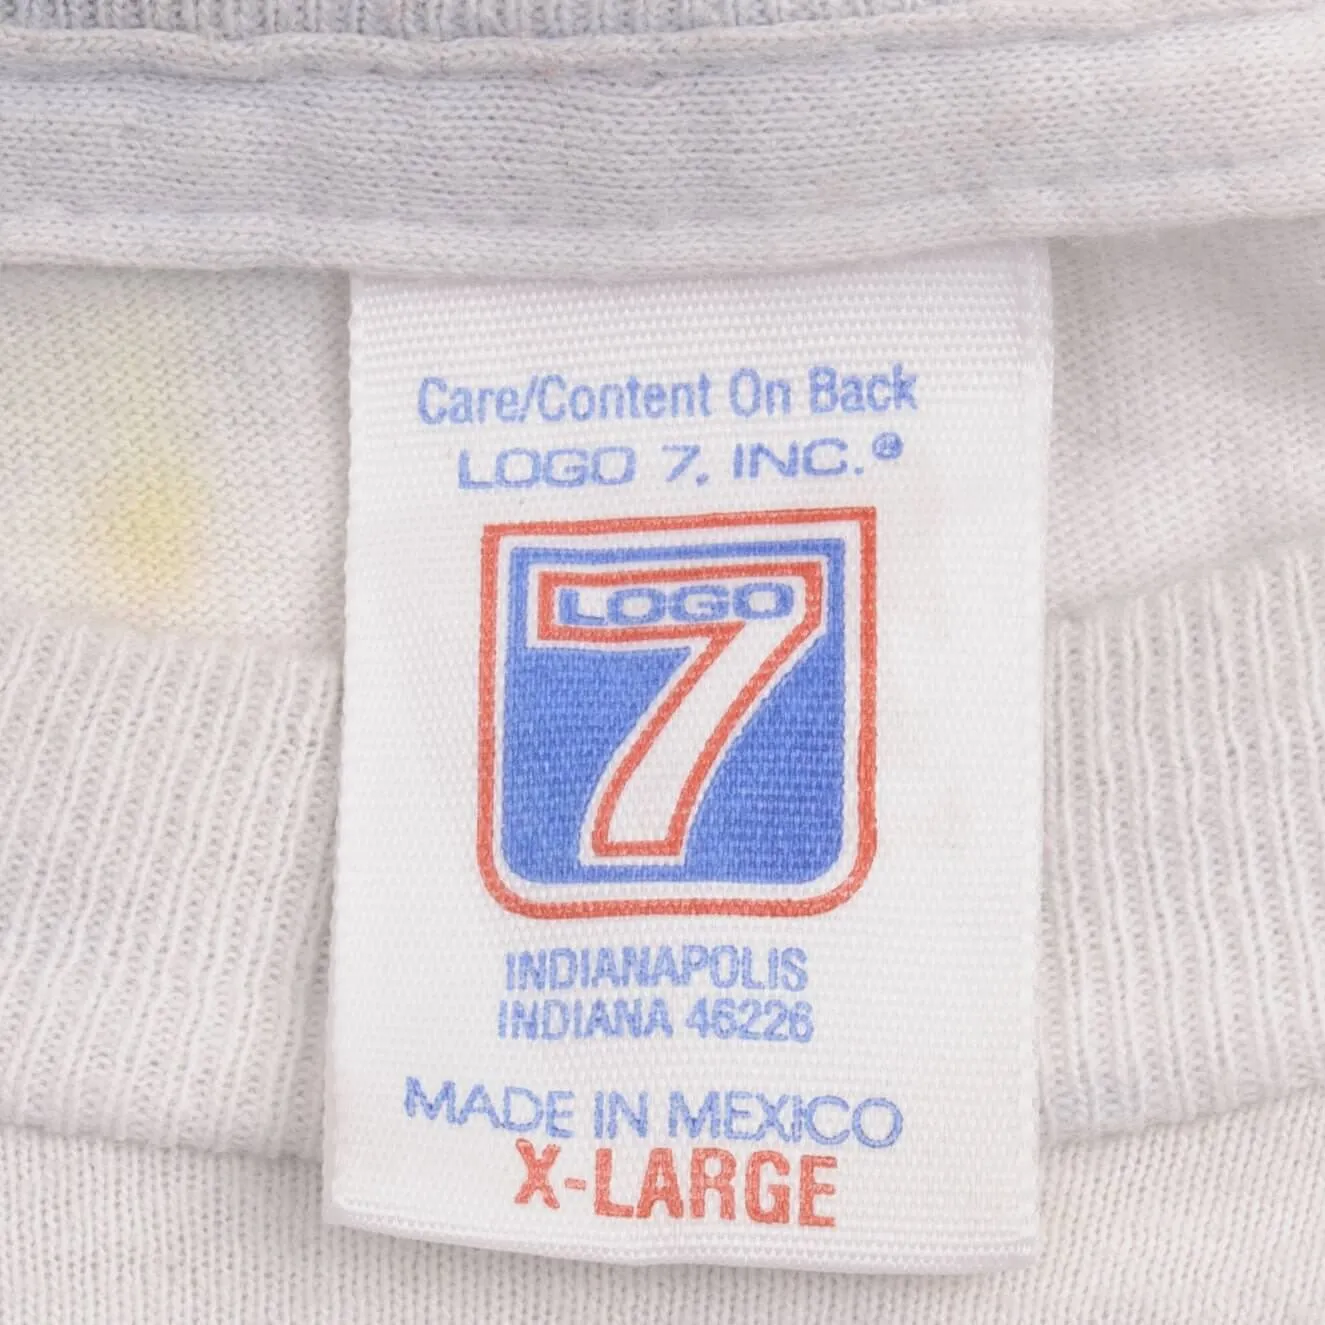 Care/Content On Back
LOGO 7, INC.®
LOGO
7
INDIANAPOLIS
INDIANA 46226
MADE IN MEXICO
X-LARGE